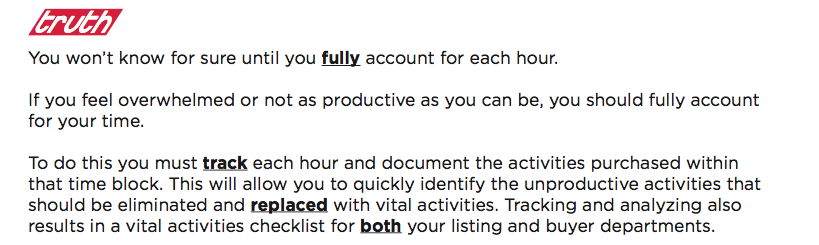 truth
You won't know for sure until you fully account for each hour.
If you feel overwhelmed or not as productive as you can be, you should fully account
for your time.
To do this you must track each hour and document the activities purchased within
that time block. This will allow you to quickly identify the unproductive activities that
should be eliminated and replaced with vital activities. Tracking and analyzing also
results in a vital activities checklist for both your listing and buyer departments.